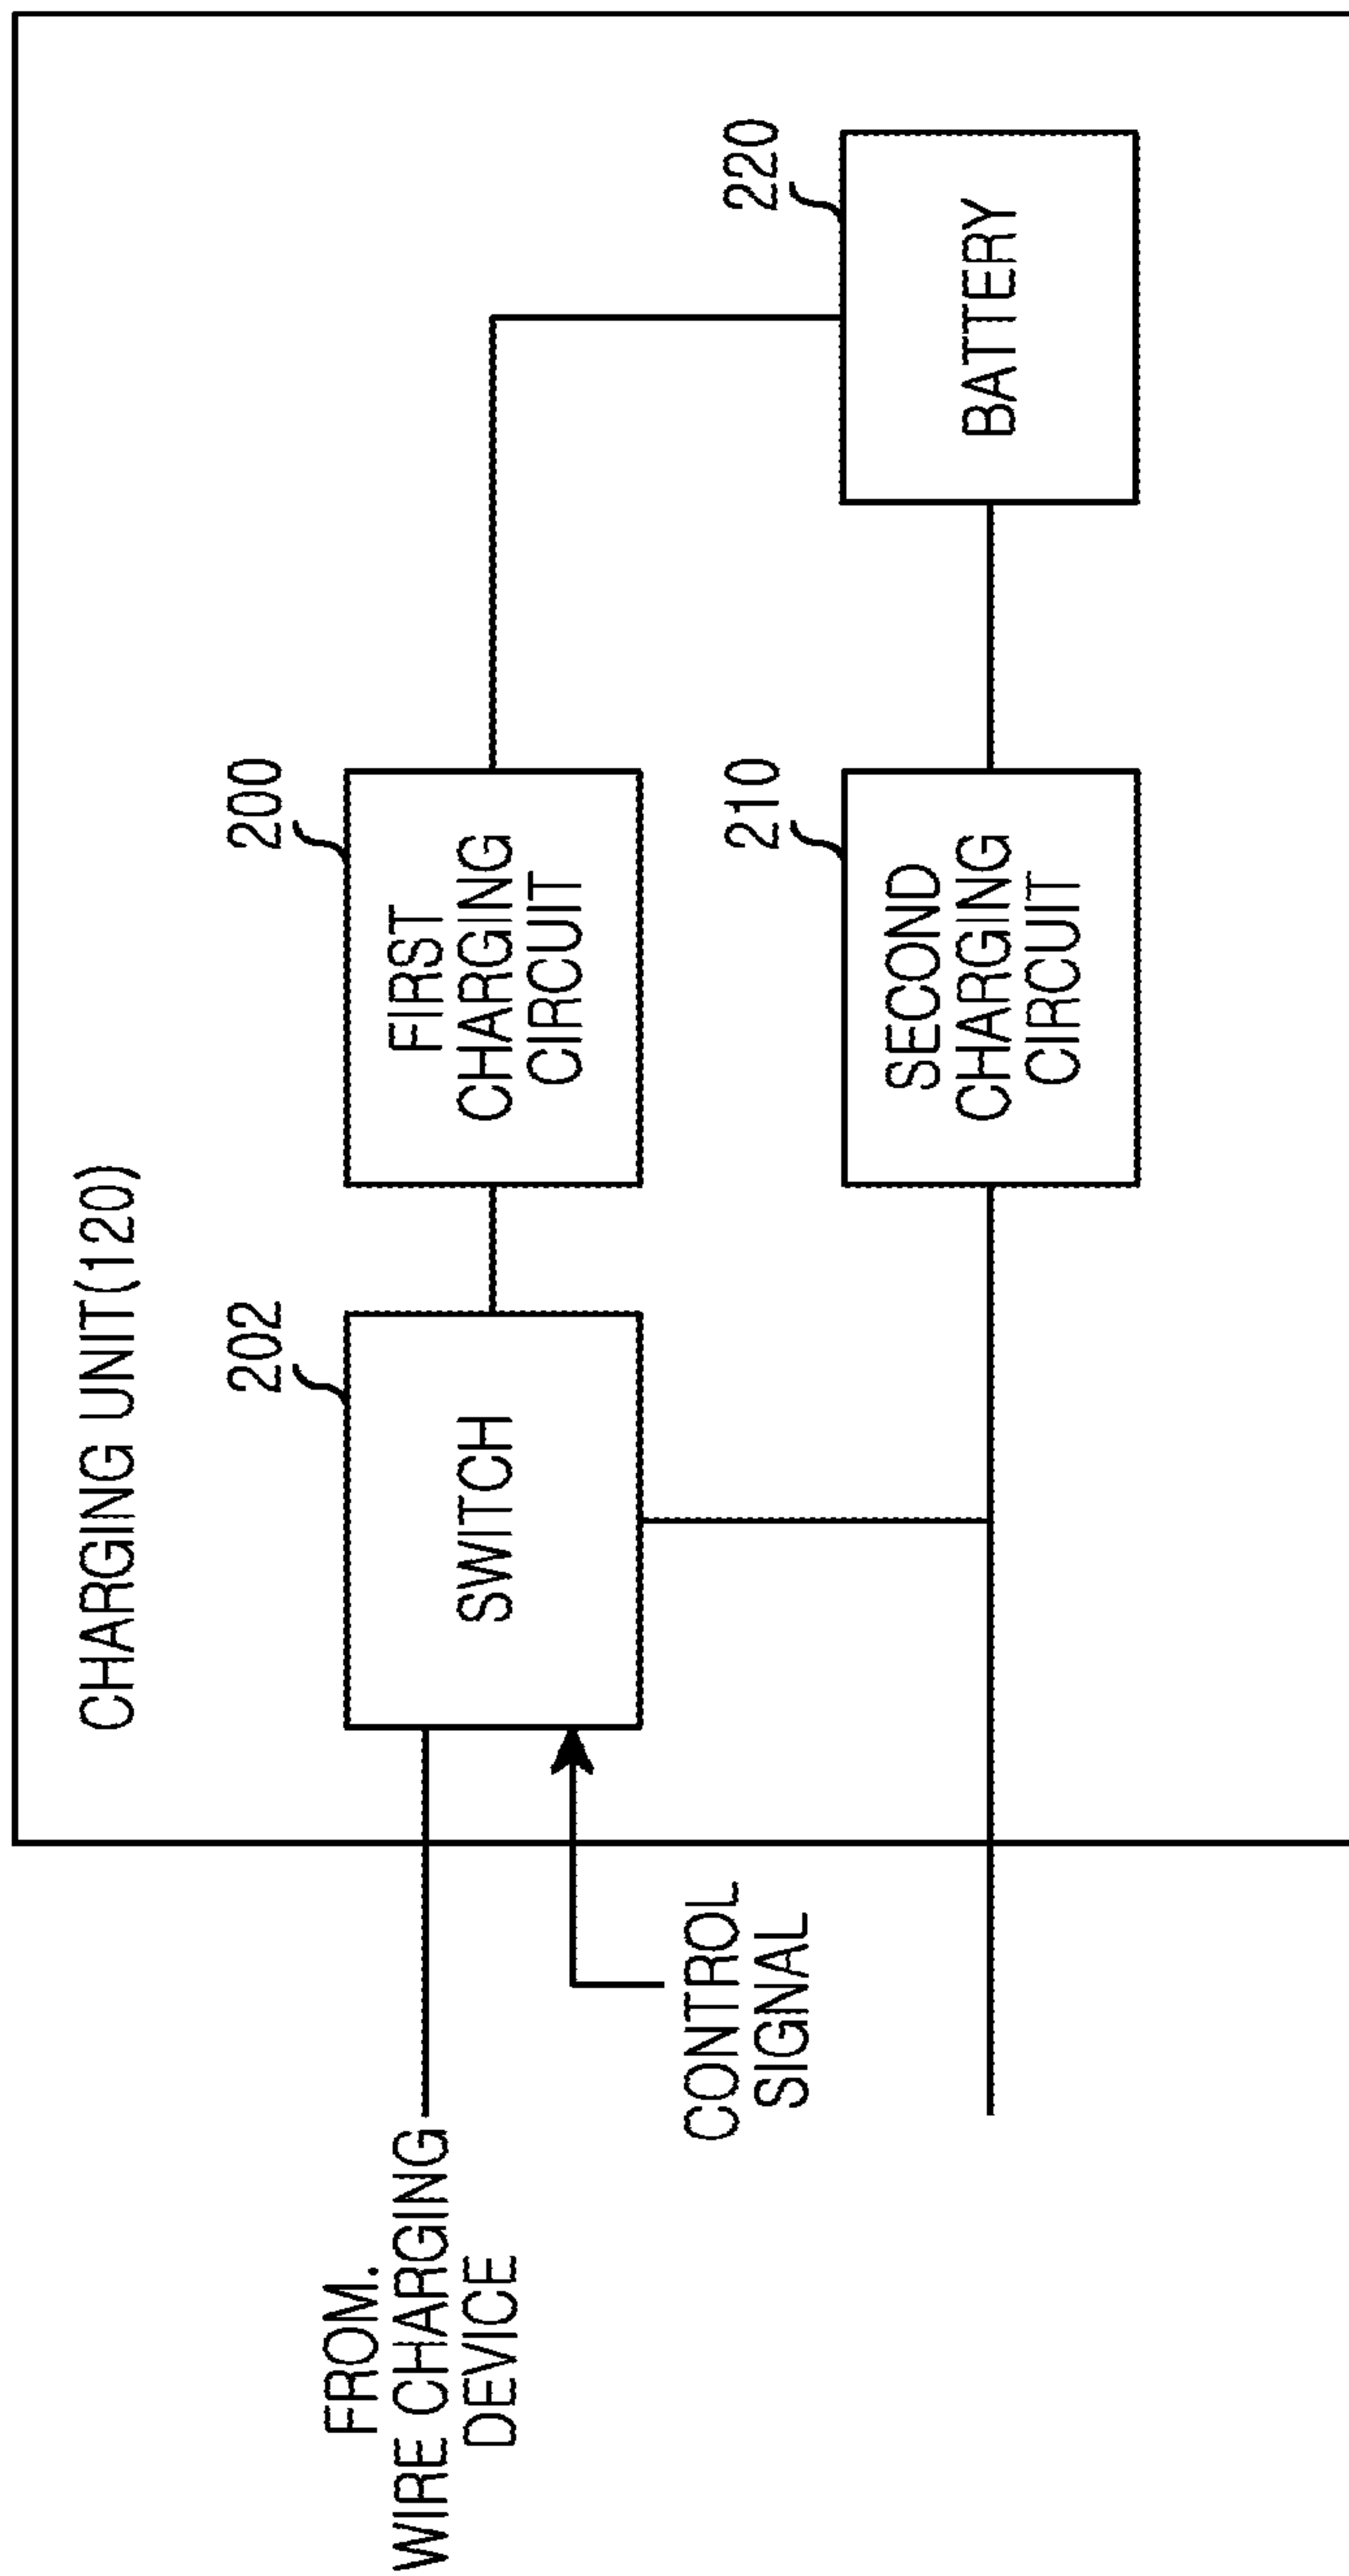 CHARGING UNIT(120)
202
200
SWITCH
FIRST
CHARGING
CIRCUIT
FROM.
WIRE CHARGING
DEVICE
CONTROL
SIGNAL
210
220
SECOND
CHARGING
CIRCUIT
BATTERY